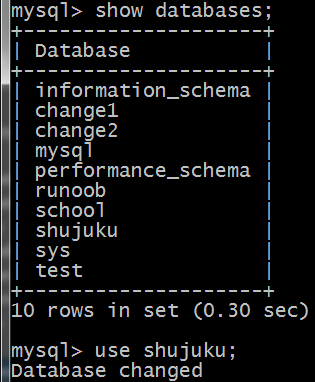 mysql> show databases;
+--------------------+
| Database           |
+--------------------+
| information_schema |
| change1            |
| change2            |
| mysql              |
| performance_schema |
| runoob             |
| school             |
| shujuku            |
| sys                |
| test               |
+--------------------+
10 rows in set (0.30 sec)
mysql> use shujuku;
Database changed